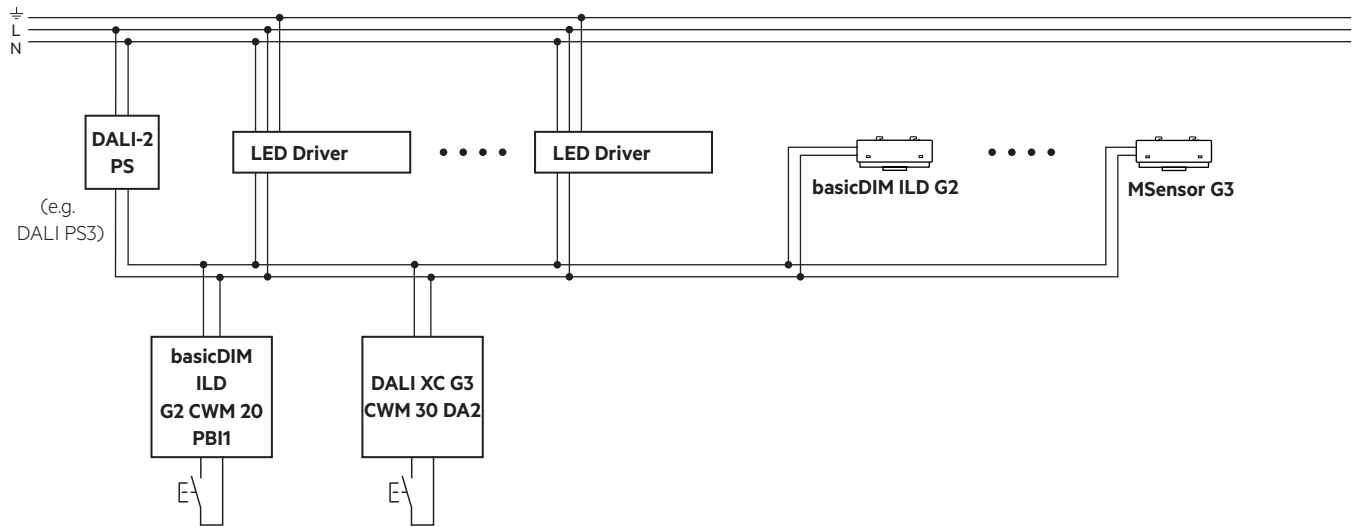 L
N
DALI-2
PS
(e.g.
DALI PS3)
LED Driver
LED Driver
basicDIM ILD G2
MSensor G3
basicDIM
ILD
G2 CWM 20
PBI1
DALI XC G3
CWM 30 DA2